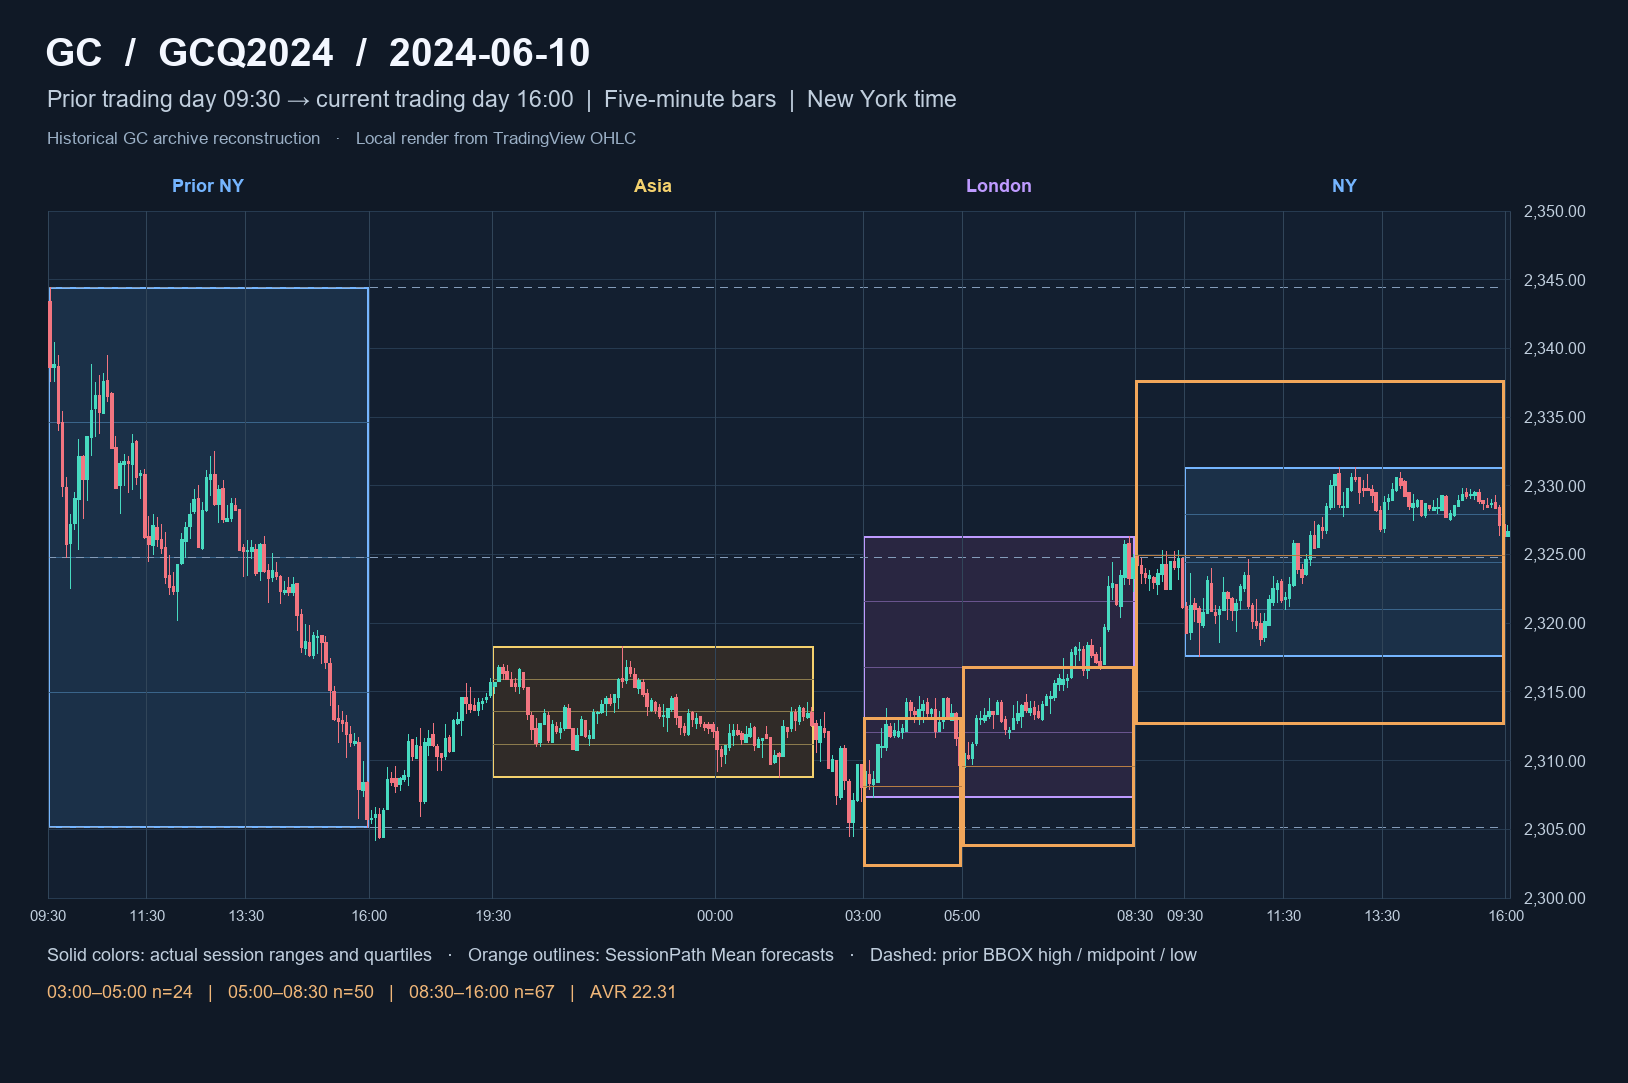 GC / GCQ2024 / 2024-06-10
Prior trading day 09:30 → current trading day 16:00 | Five-minute bars | New York time
Historical GC archive reconstruction · Local render from TradingView OHLC
Prior NY Asia London NY
2,350.00
2,345.00
2,340.00
2,335.00
2,330.00
2,325.00
2,320.00
2,315.00
2,310.00
2,305.00
2,300.00
09:30 11:30 13:30 16:00 19:30 00:00 03:00 05:00 08:30 09:30 11:30 13:30 16:00
Solid colors: actual session ranges and quartiles · Orange outlines: SessionPath Mean forecasts · Dashed: prior BBOX high / midpoint / low
03:00–05:00 n=24 | 05:00–08:30 n=50 | 08:30–16:00 n=67 | AVR 22.31